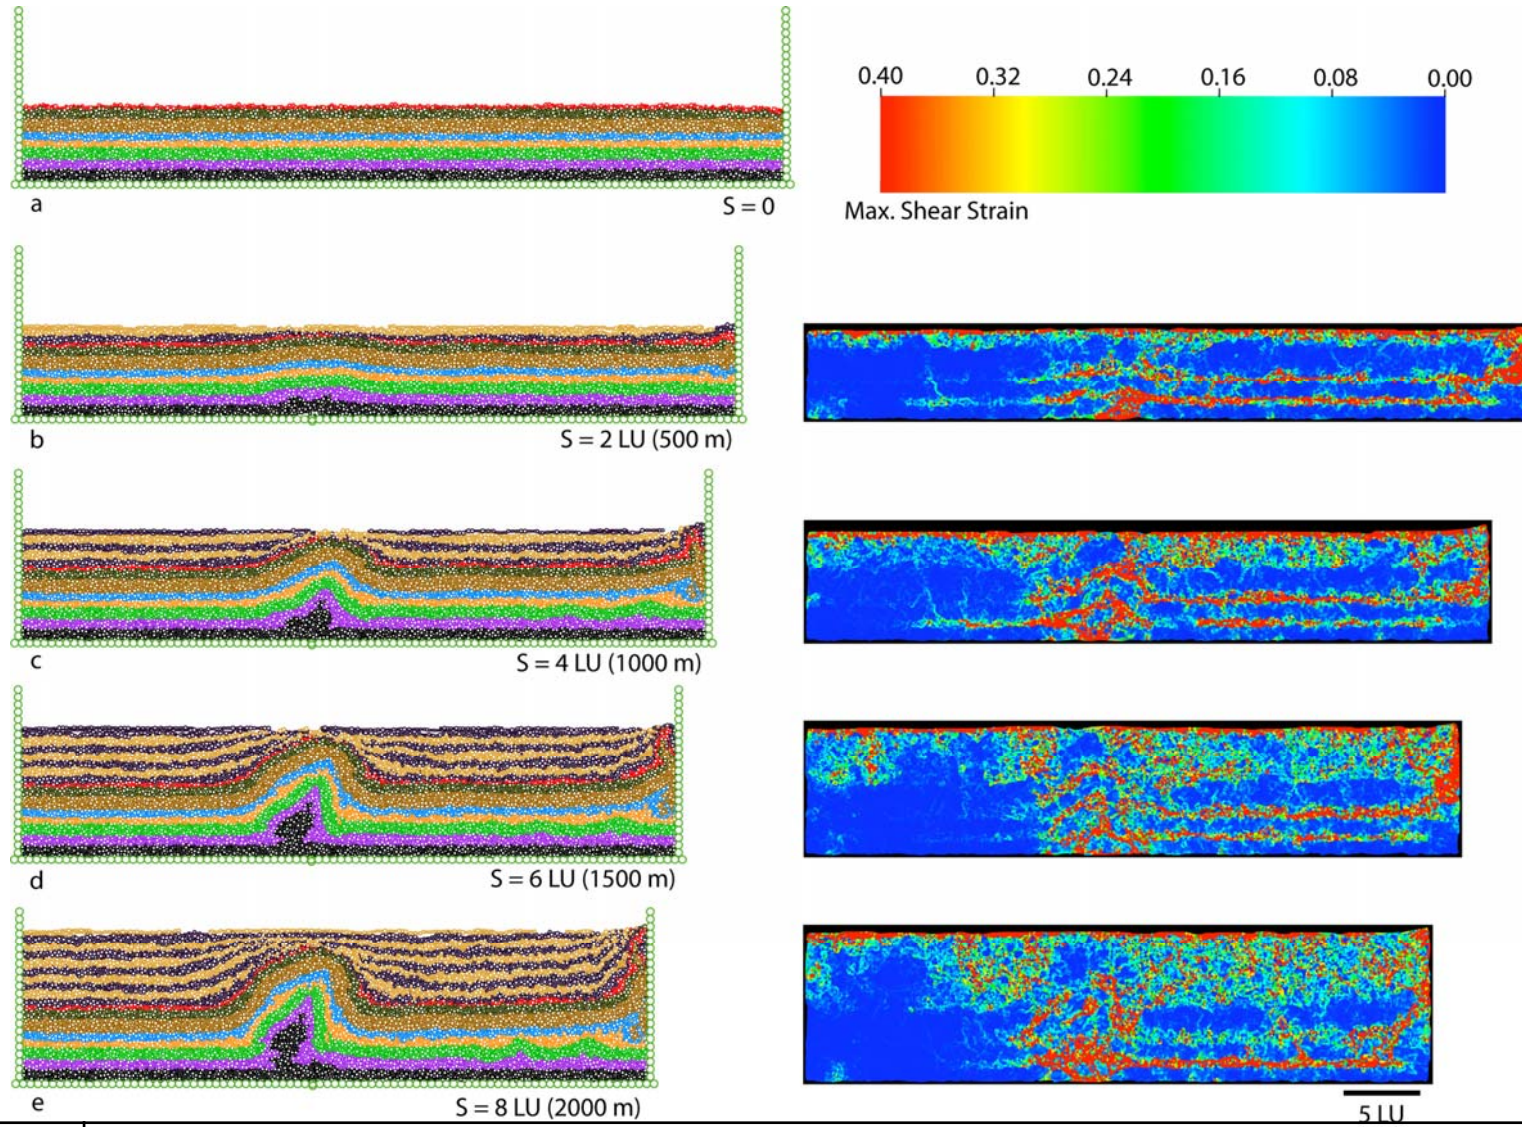 0.40 0.32 0.24 0.16 0.08 0.00
Max. Shear Strain
a
S = 0
b
S = 2 LU (500 m)
c
S = 4 LU (1000 m)
d
S = 6 LU (1500 m)
e
S = 8 LU (2000 m)
5 LU